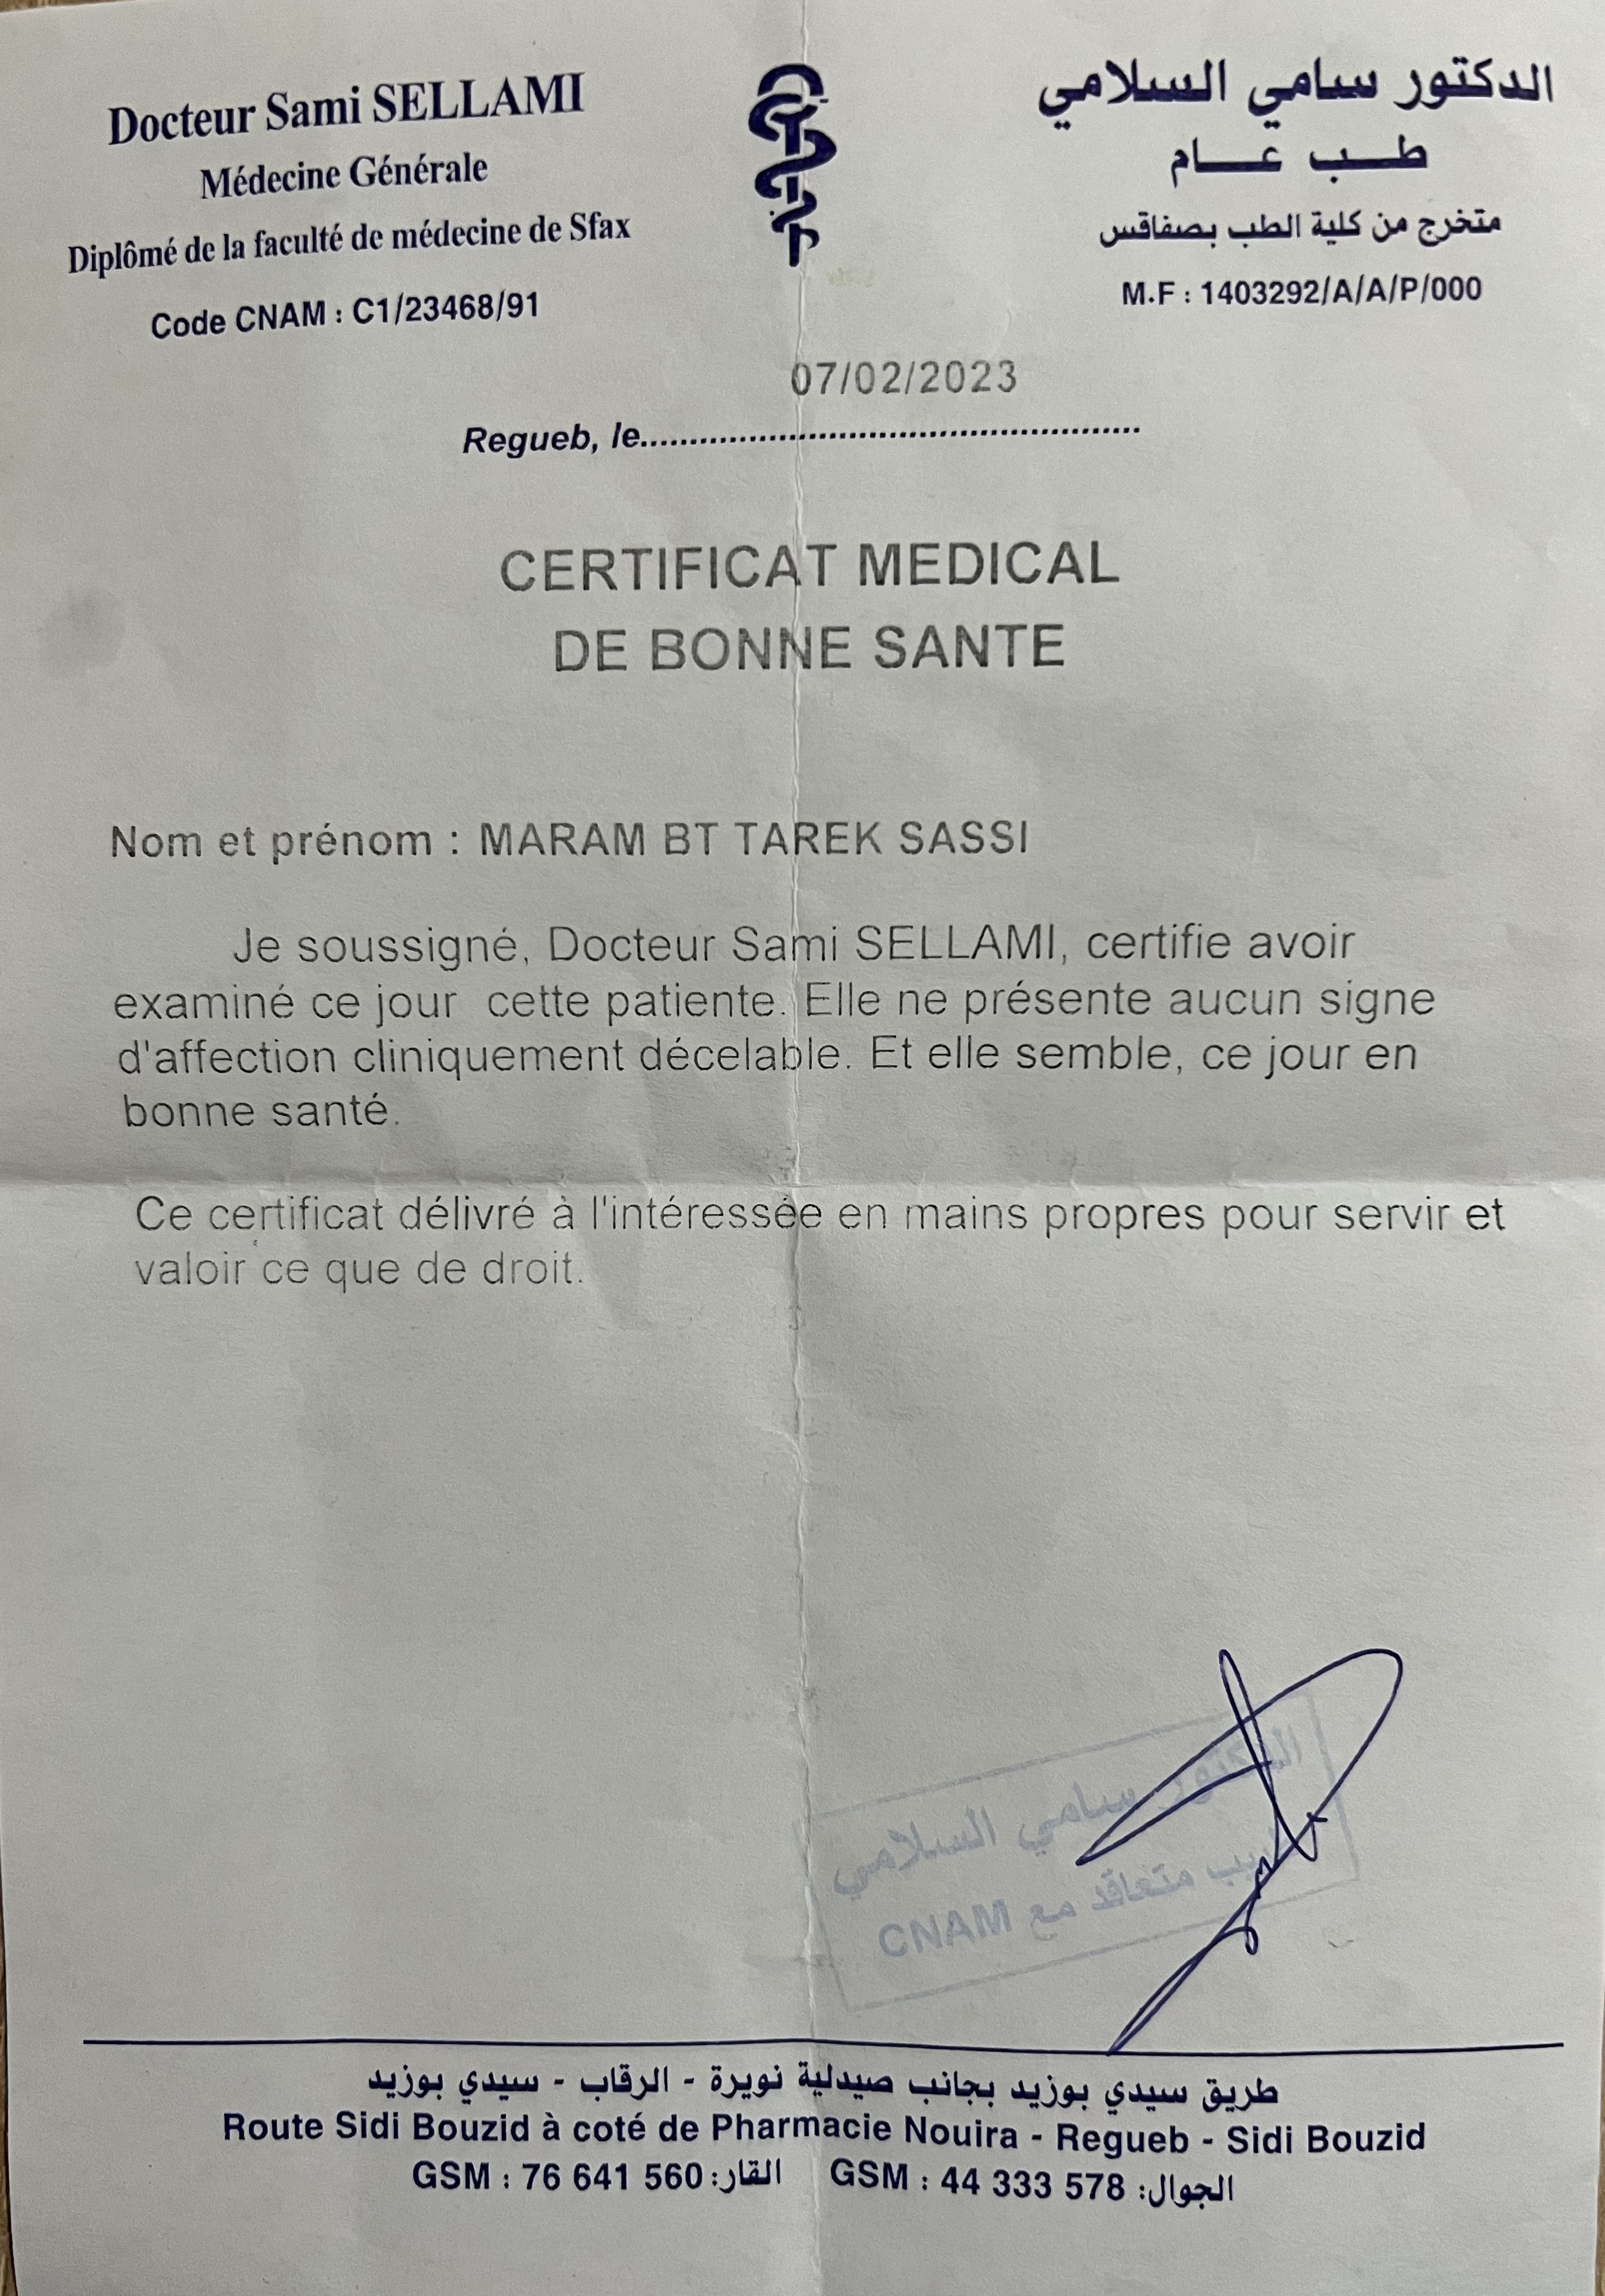 Docteur Sami SELLAMI
Médecine Générale
Diplômé de la faculté de médecine de Sfax
Code CNAM : C1/23468/91
الدكتور سامي السلامي
طب عام
متخرج من كلية الطب بصفاقس
M.F : 1403292/A/A/P/000
07/02/2023
Regueb, le
CERTIFICAT MEDICAL
DE BONNE SANTE
Nom et prénom : MARAM BT TAREK SASSI
Je soussigné, Docteur Sami SELLAMI, certifie avoir
examiné ce jour cette patiente. Elle ne présente aucun signe
d'affection cliniquement décelable. Et elle semble, ce jour en
bonne santé.
Ce certificat délivré à l'intéressée en mains propres pour servir et
valoir ce que de droit.
الدكتور سامي السلامي
متعاقد مع CNAM
طريق سيدي بوزيد بجانب صيدلية نويرة - الرقاب - سيدي بوزيد
Route Sidi Bouzid à coté de Pharmacie Nouira - Regueb - Sidi Bouzid
GSM : 76 641 560 :القار GSM : 44 333 578 :الجوال